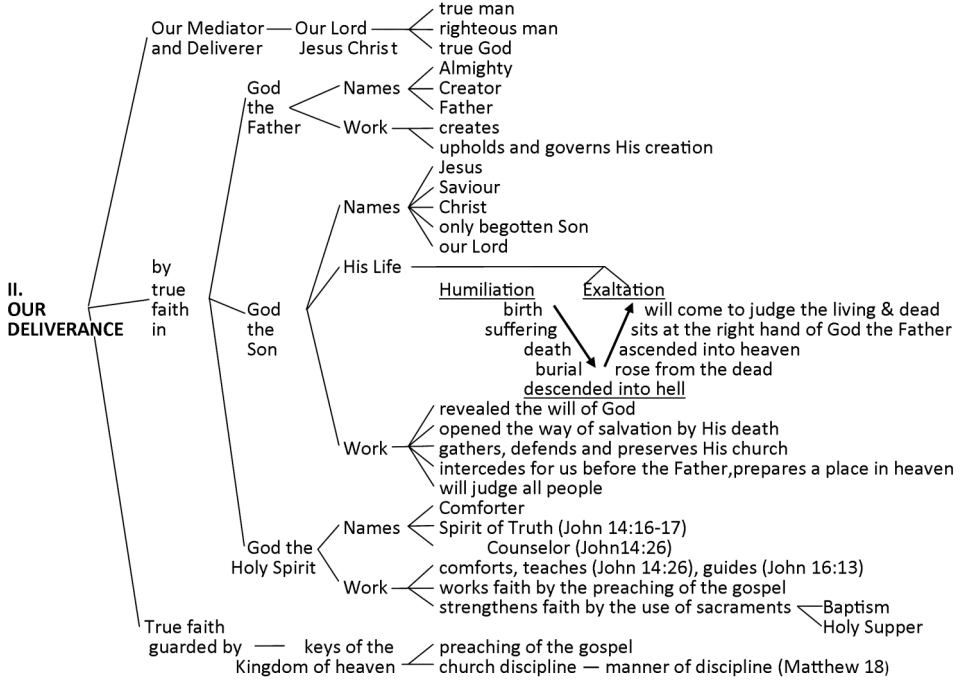 true man
Our Mediator — Our Lord righteous man
and Deliverer Jesus Christ true God
Almighty
God Names Creator
the Father
Father Work creates
upholds and governs His creation
Jesus
Saviour
Names Christ
only begotten Son
our Lord
by His Life
II. true Humiliation Exaltation
OUR faith God birth will come to judge the living & dead
DELIVERANCE in the suffering sits at the right hand of God the Father
Son death ascended into heaven
burial rose from the dead
descended into hell
revealed the will of God
opened the way of salvation by His death
Work gathers, defends and preserves His church
intercedes for us before the Father,prepares a place in heaven
will judge all people
Comforter
Names Spirit of Truth (John 14:16-17)
God the Counselor (John14:26)
Holy Spirit comforts, teaches (John 14:26), guides (John 16:13)
Work works faith by the preaching of the gospel
strengthens faith by the use of sacraments Baptism
True faith Holy Supper
guarded by — keys of the preaching of the gospel
Kingdom of heaven church discipline — manner of discipline (Matthew 18)